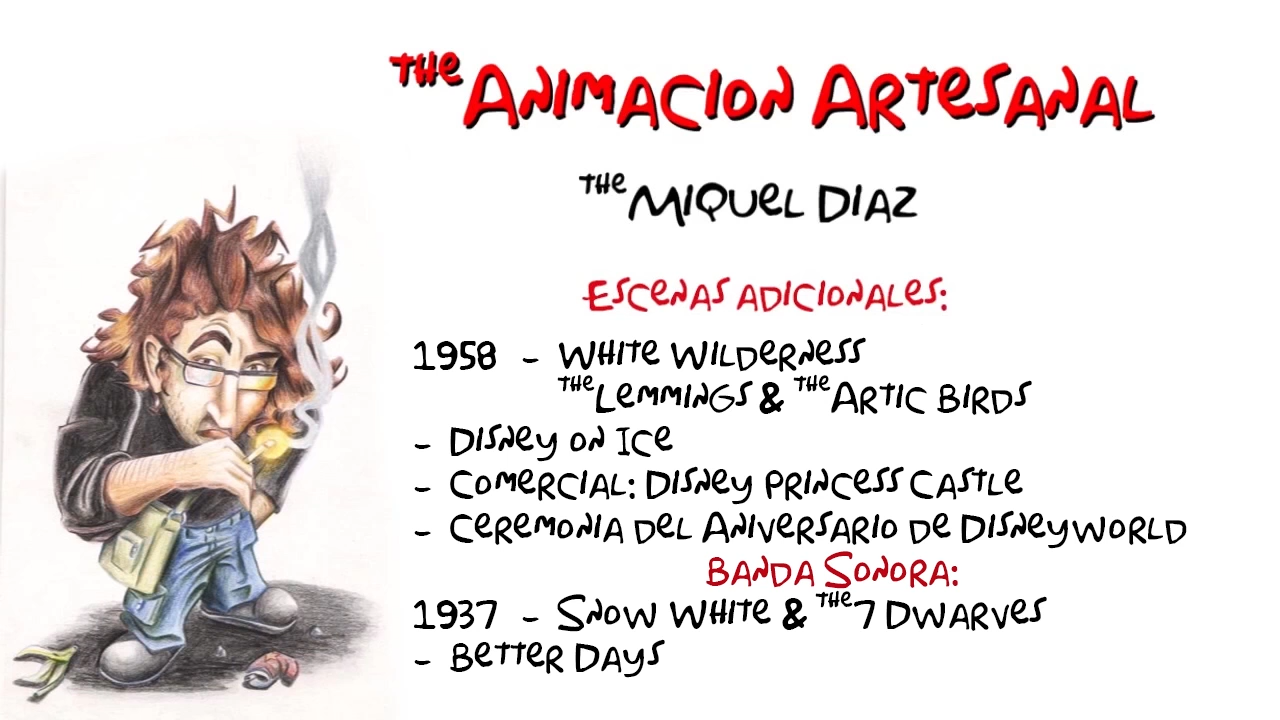 THE ANIMACION ARTESANAL
THE MIQUEL DIAZ
ESCENAS ADICIONALES:
1958 - WHITE WILDERNESS
THE LEMMINGS & THE ARTIC BIRDS
- DISNEY ON ICE
- COMERCIAL: DISNEY PRINCESS CASTLE
- CEREMONIA DEL ANIVERSARIO DE DISNEYWORLD
BANDA SONORA:
1937 - SNOW WHITE & THE 7 DWARVES
- BETTER DAYS